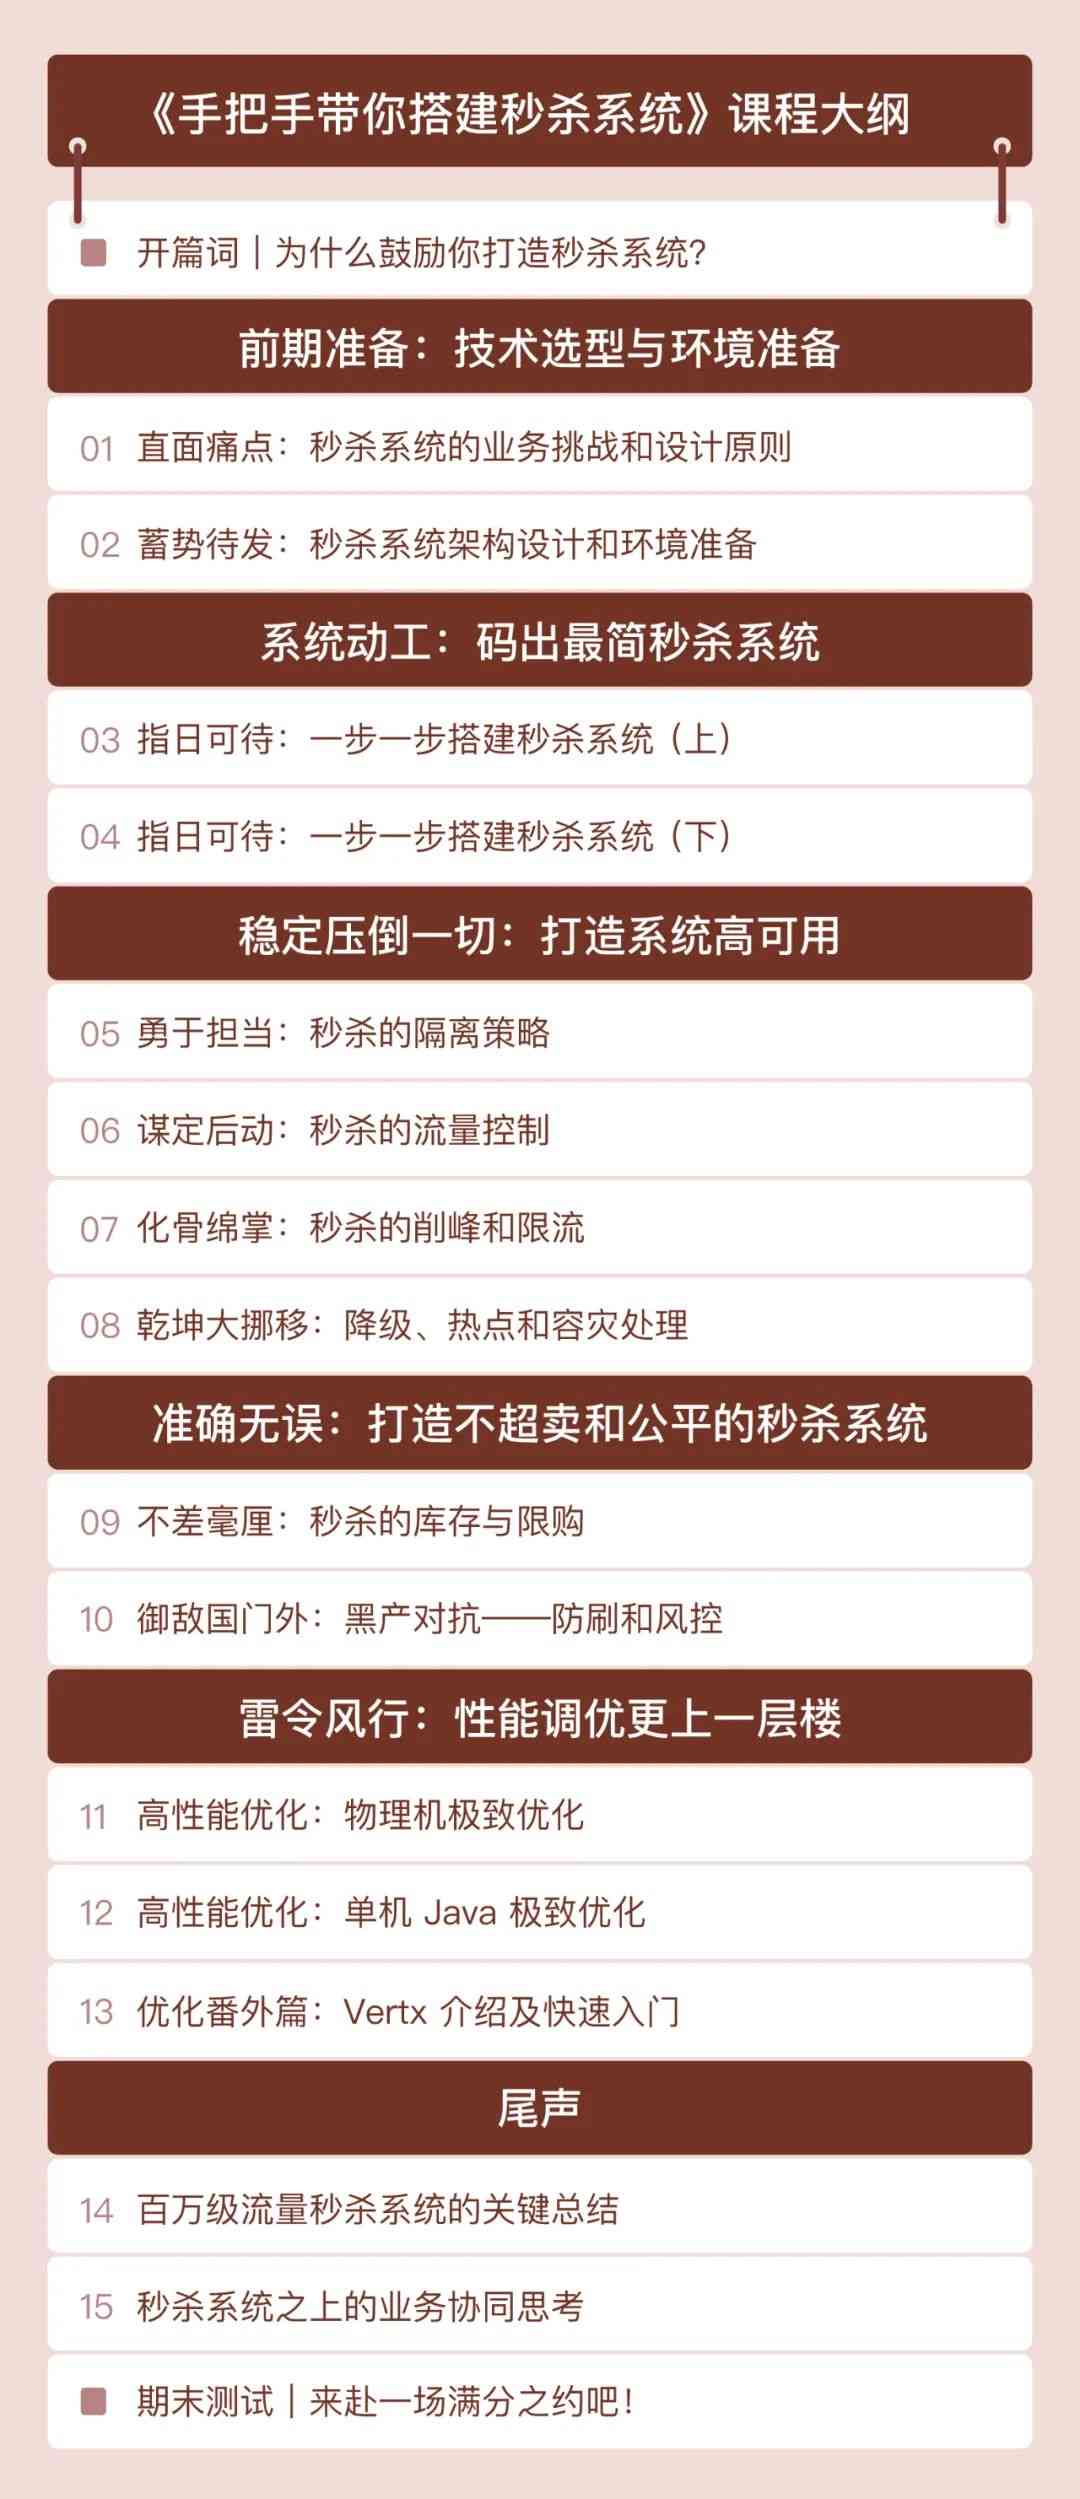 《手把手带你搭建秒杀系统》课程大纲
开篇词｜为什么鼓励你打造秒杀系统?
前期准备：技术选型与环境准备
01 直面痛点：秒杀系统的业务挑战和设计原则
02 蓄势待发：秒杀系统架构设计和环境准备
系统动工：码出最简秒杀系统
03 指日可待：一步一步搭建秒杀系统（上）
04 指日可待：一步一步搭建秒杀系统（下）
稳定压倒一切：打造系统高可用
05 勇于担当：秒杀的隔离策略
06 谋定后动：秒杀的流量控制
07 化骨绵掌：秒杀的削峰和限流
08 乾坤大挪移：降级、热点和容灾处理
准确无误：打造不超卖和公平的秒杀系统
09 不差毫厘：秒杀的库存与限购
10 御敌国门外：黑产对抗——防刷和风控
雷令风行：性能调优更上一层楼
11 高性能优化：物理机极致优化
12 高性能优化：单机 Java 极致优化
13 优化番外篇：Vertx 介绍及快速入门
尾声
14 百万级流量秒杀系统的关键总结
15 秒杀系统之上的业务协同思考
期末测试｜来赴一场满分之约吧！